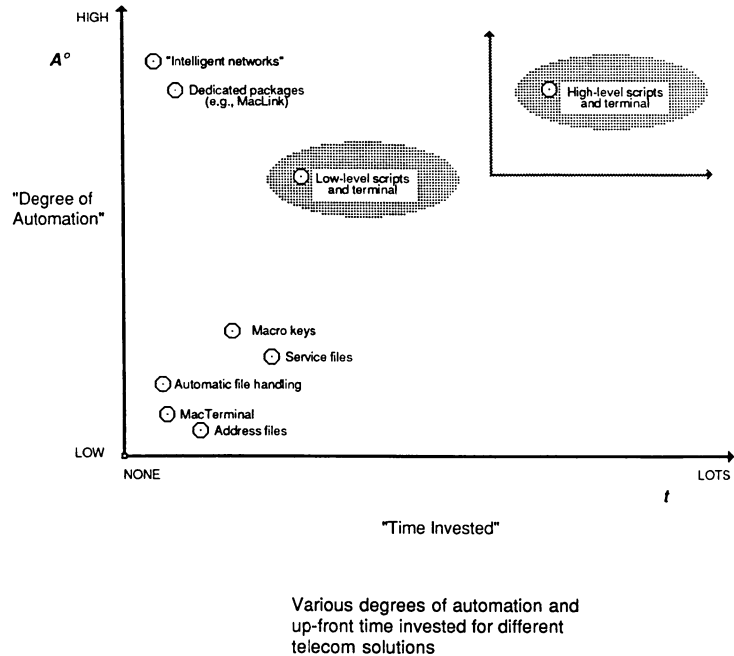 HIGH
A°
"Intelligent networks"
Dedicated packages
(e.g., MacLink)
High-level scripts
and terminal
Low-level scripts
and terminal
"Degree of
Automation"
Macro keys
Service files
Automatic file handling
MacTerminal
Address files
LOW
NONE
LOTS
t
"Time Invested"
Various degrees of automation and
up-front time invested for different
telecom solutions